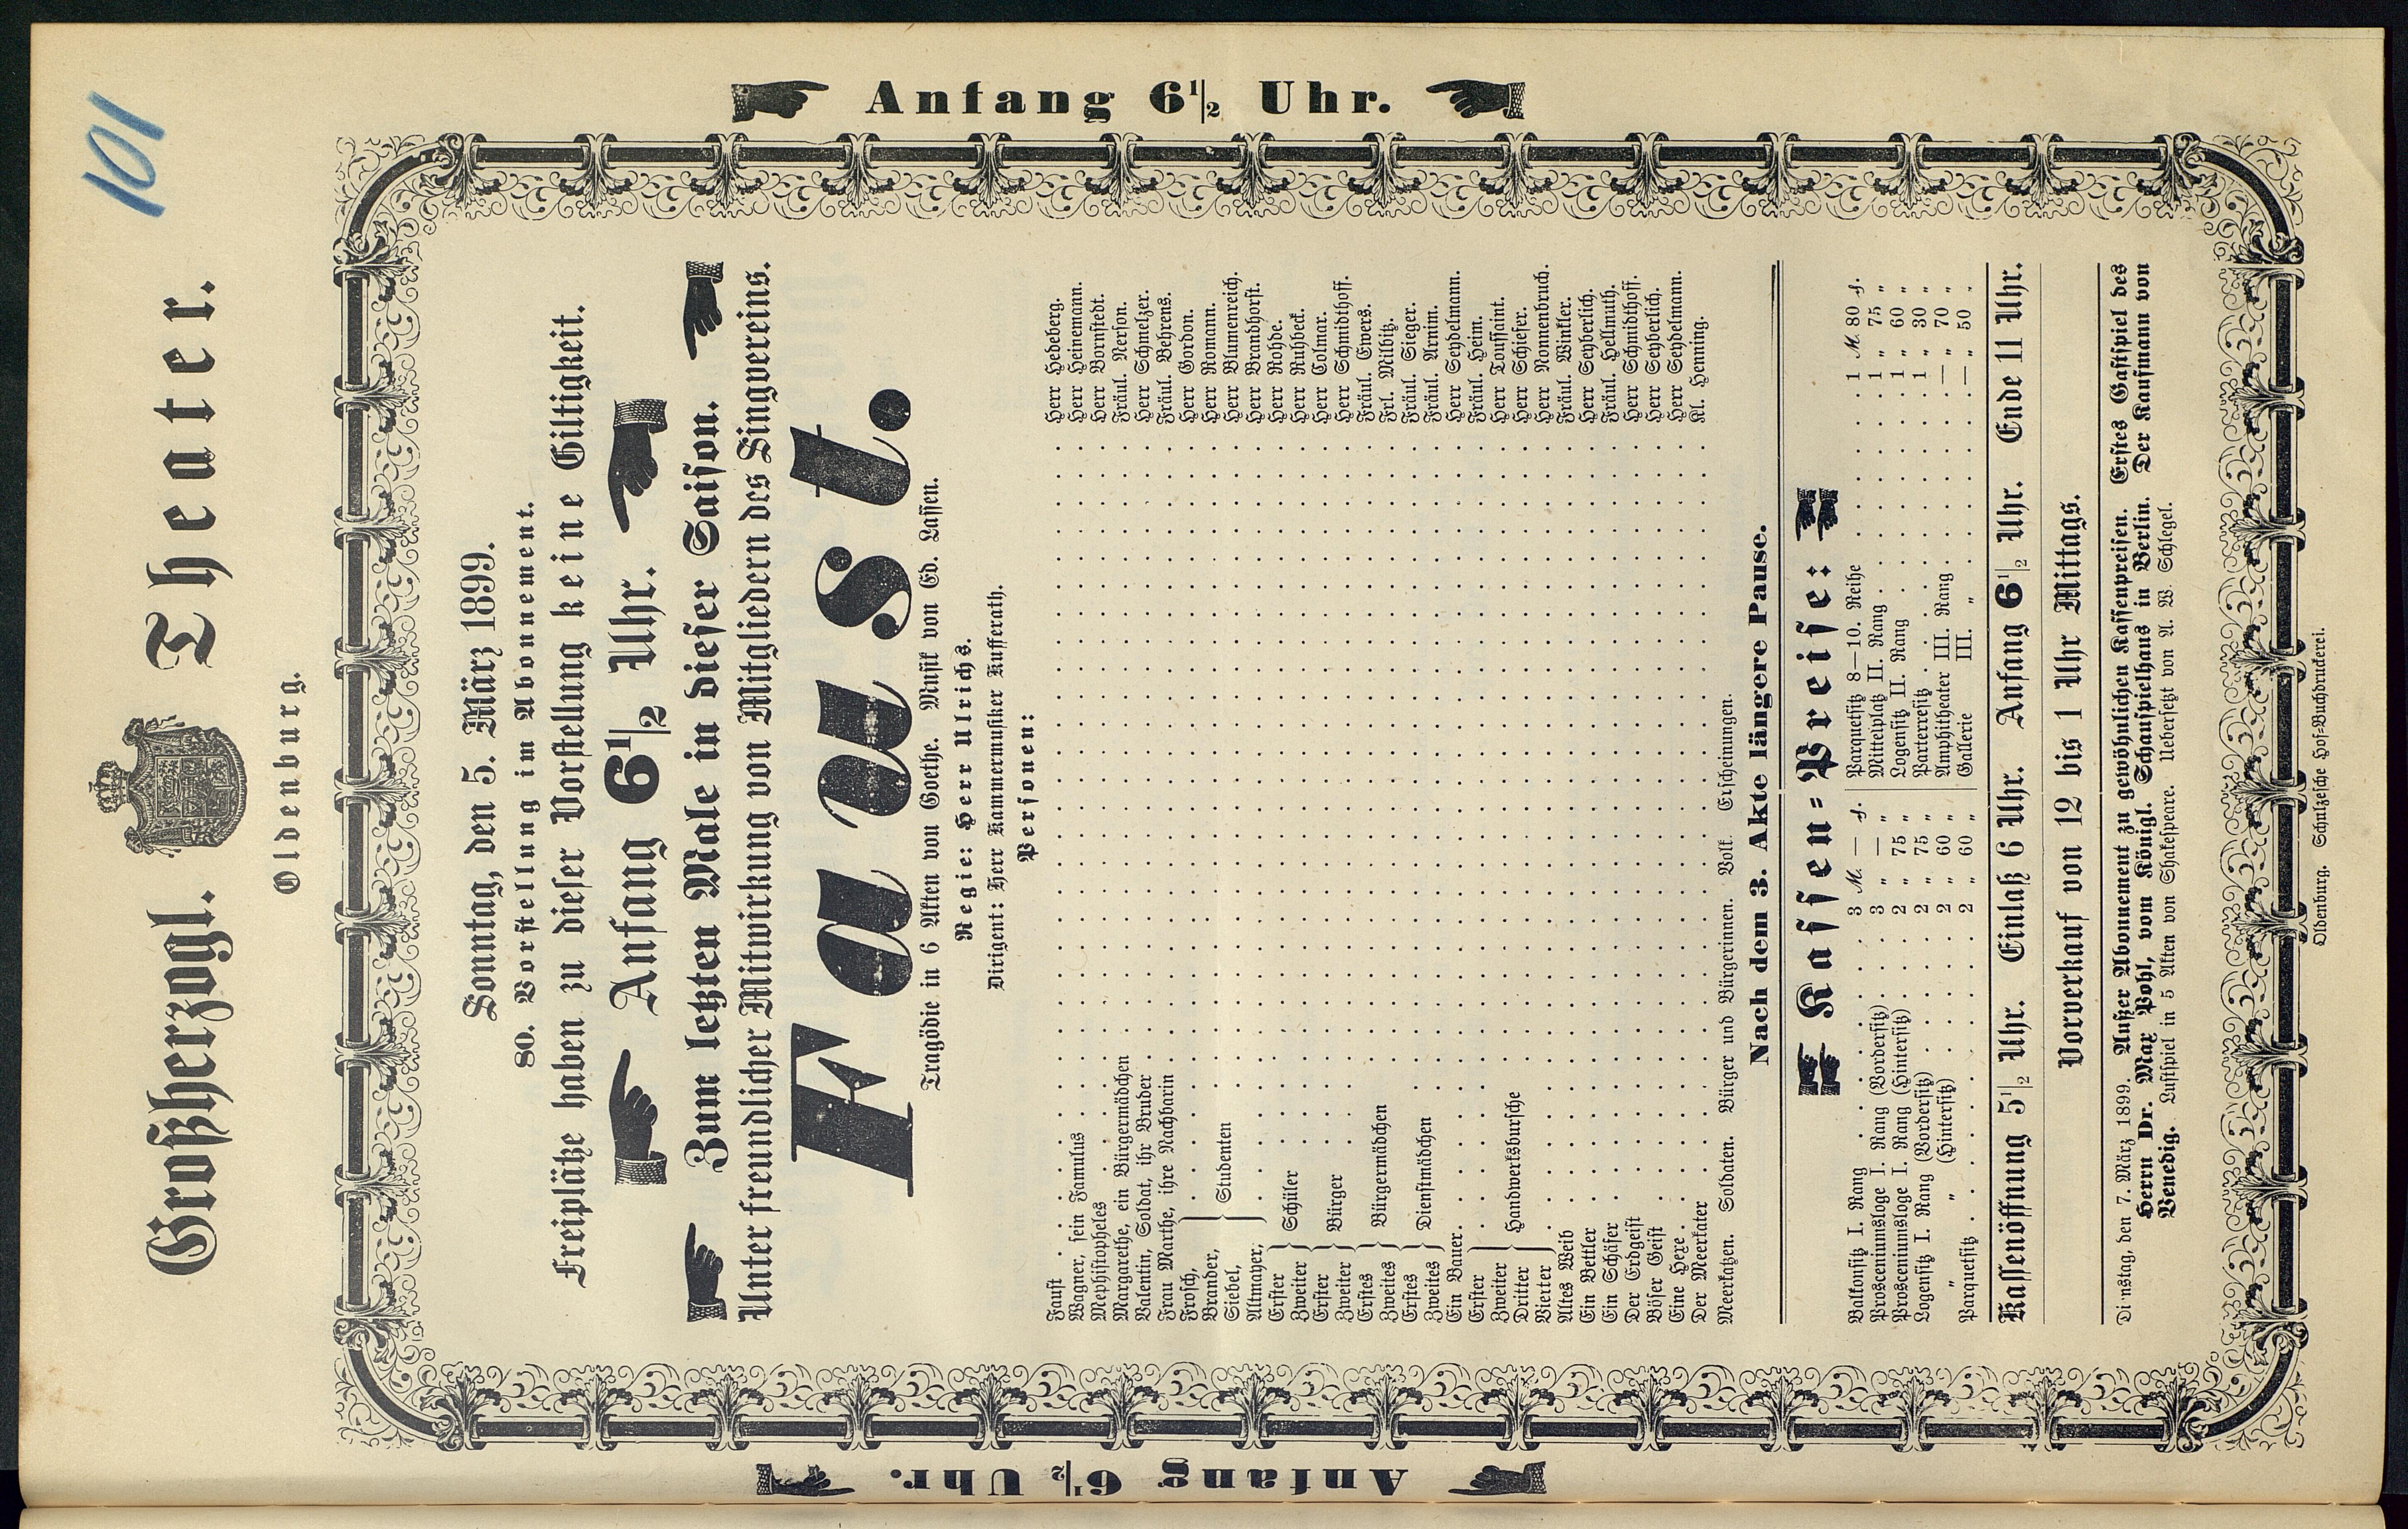 101
Anfang 6 1/2 Uhr.
Großherzogl. Theater.
Oldenburg.
Sonntag, den 5. März 1899.
80. Vorstellung im Abonnement.
Freiplätze haben zu dieser Vorstellung keine Giltigkeit.
Anfang 6 1/2 Uhr.
Zum letzten Male in dieser Saison.
Unter freundlicher Mitwirkung von Mitgliedern des Singvereins.
Faust.
Tragödie in 6 Akten von Goethe. Musik von Ed. Lassen.
Regie: Herr Ulrichs.
Dirigent: Herr Kammermusiker Kufferath.
Personen:
Faust . . . Herr Hedeberg.
Wagner, sein Famulus . . . Herr Heinemann.
Mephistopheles . . . Herr Bornstedt.
Margarethe, ein Bürgermädchen . . . Fräul. Nerson.
Valentin, Soldat, ihr Bruder . . . Herr Schmelzer.
Frau Marthe, ihre Nachbarin . . . Fräul. Behrens.
Frosch, . . . Herr Gordon.
Brander, . . . Herr Romann.
Siebel, } Studenten . . . Herr Blumenreich.
Altmayer, . . . Herr Brandhorst.
Erster } Schüler . . . Herr Rohde.
Zweiter . . . Herr Ruhbeck.
Erster } Bürger . . . Herr Colmar.
Zweiter . . . Herr Schmidthoff.
Erstes } Bürgermädchen . . . Fräul. Ewers.
Zweites . . . Frl. Milbitz.
Erstes } Dienstmädchen . . . Fräul. Sieger.
Zweites . . . Fräul. Arnim.
Ein Bauer . . . Herr Seydelmann.
Erster . . . Fräul. Heim.
Zweiter } Handwerksbursche . . . Herr Toussaint.
Dritter . . . Herr Schiefer.
Vierter . . . Herr Nonnenbruch.
Altes Weib . . . Fräul. Winkler.
Ein Bettler . . . Herr Seyberlich.
Ein Schäfer . . . Fräul. Hellmuth.
Der Erdgeist . . . Herr Schmidthoff.
Böser Geist . . . Herr Seyberlich.
Eine Hexe . . . Herr Seydelmann.
Der Meerkater . . . Kl. Henning.
Meerkatzen. Soldaten. Bürger und Bürgerinnen. Volk. Erscheinungen.
Nach dem 3. Akte längere Pause.
Kassen-Preise:
Balkonsitz I. Rang . . . 3 M. — ₰.
Prosceniumsloge I. Rang (Vordersitz) . . . 3 " — "
Prosceniumsloge I. Rang (Hintersitz) . . . 2 " 75 "
Logensitz I. Rang (Vordersitz) . . . 2 " 75 "
" " (Hintersitz) . . . 2 " 60 "
Parquetsitz . . . 2 " 60 "
Parquetsitz 8—10. Reihe . . . 1 M. 80 ₰.
Mittelplatz II. Rang . . . 1 " 75 "
Logensitz II. Rang . . . 1 " 60 "
Parterresitz . . . 1 " 30 "
Amphitheater III. Rang . . . — " 70 "
Gallerie III. " . . . — " 50 "
Kassenöffnung 5 1/2 Uhr. Einlaß 6 Uhr. Anfang 6 1/2 Uhr. Ende 11 Uhr.
Vorverkauf von 12 bis 1 Uhr Mittags.
Dienstag, den 7. März 1899. Außer Abonnement zu gewöhnlichen Kassenpreisen. Erstes Gastspiel des
Herrn Dr. Max Pohl, vom Königl. Schauspielhaus in Berlin. Der Kaufmann von
Venedig. Lustspiel in 5 Akten von Shakespeare. Uebersetzt von A. W. Schlegel.
Oldenburg. Schulzesche Hof-Buchdruckerei.
Anfang 6 1/2 Uhr.